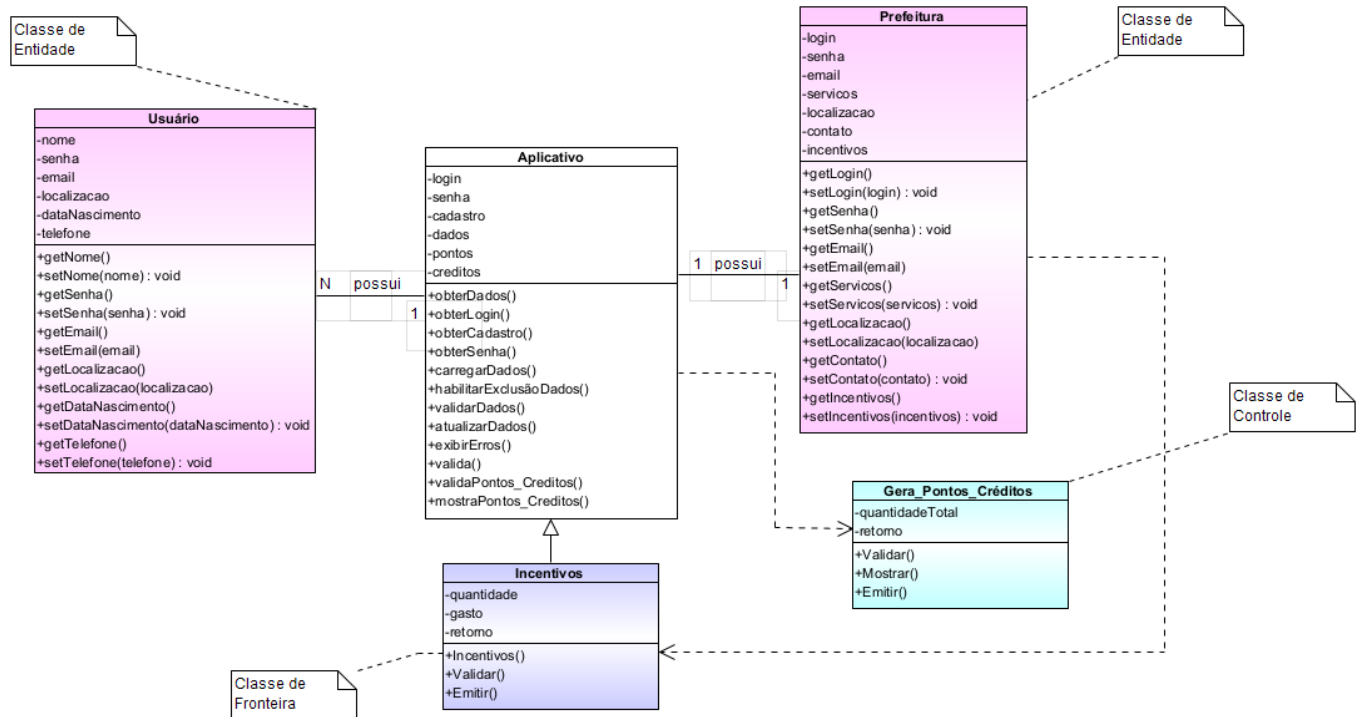 Classe de
Entidade
Usuário
-nome
-senha
-email
-localizacao
-dataNascimento
-telefone
+getNome()
+setNome(nome) : void
+getSenha()
+setSenha(senha) : void
+getEmail()
+setEmail(email)
+getLocalizacao()
+setLocalizacao(localizacao)
+getDataNascimento()
+setDataNascimento(dataNascimento) : void
+getTelefone()
+setTelefone(telefone) : void
N possui
1
Aplicativo
-login
-senha
-cadastro
-dados
-pontos
-creditos
+obterDados()
+obterLogin()
+obterCadastro()
+obterSenha()
+carregarDados()
+habilitarExclusãoDados()
+validarDados()
+atualizarDados()
+exibirErros()
+valida()
+validaPontos_Creditos()
+mostraPontos_Creditos()
1 possui
1
Prefeitura
-login
-senha
-email
-servicos
-localizacao
-contato
-incentivos
+getLogin()
+setLogin(login) : void
+getSenha()
+setSenha(senha) : void
+getEmail()
+setEmail(email)
+getServicos()
+setServicos(servicos) : void
+getLocalizacao()
+setLocalizacao(localizacao)
+getContato()
+setContato(contato) : void
+getIncentivos()
+setIncentivos(incentivos) : void
Classe de
Entidade
Classe de
Controle
Gera_Pontos_Créditos
-quantidadeTotal
-retorno
+Validar()
+Mostrar()
+Emitir()
Incentivos
-quantidade
-gasto
-retorno
+Incentivos()
+Validar()
+Emitir()
Classe de
Fronteira